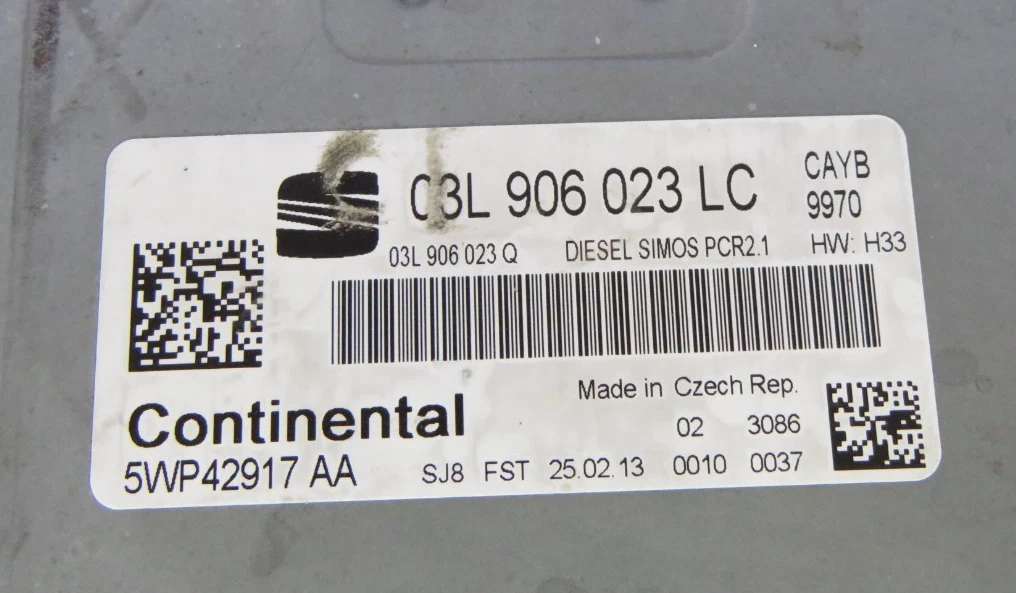 03L 906 023 LC CAYB
9970
03L 906 023 Q DIESEL SIMOS PCR2.1 HW: H33
Made in Czech Rep.
Continental 02 3086
5WP42917 AA SJ8 FST 25.02.13 0010 0037